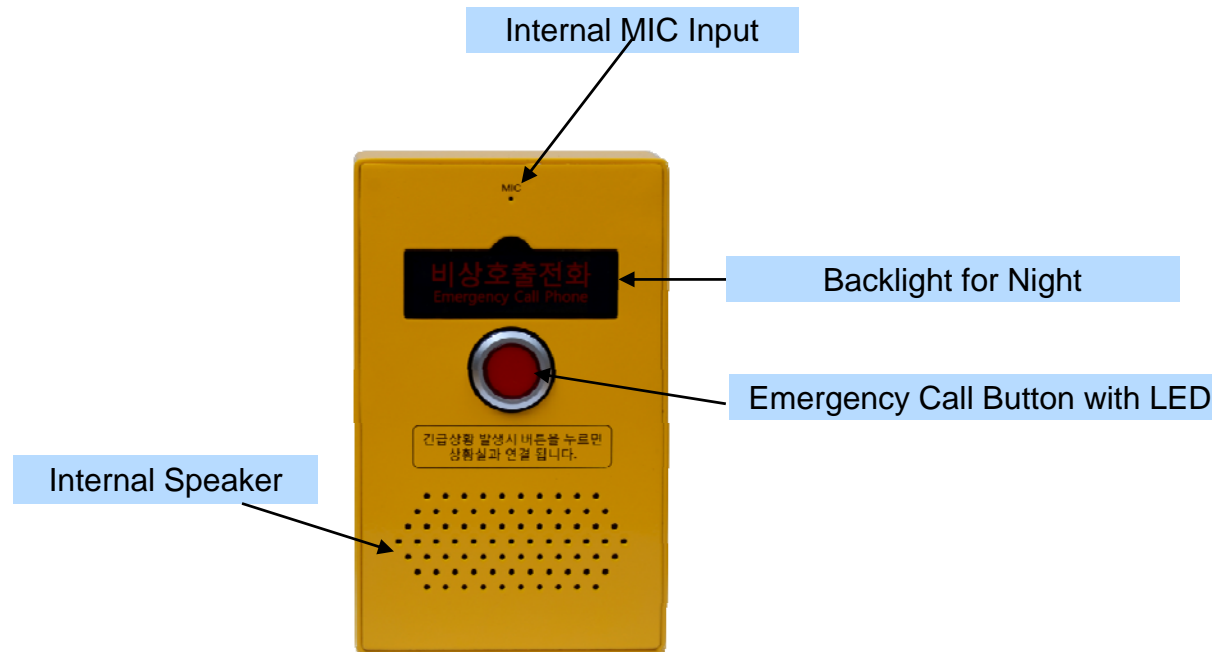 Internal MIC Input
MIC
비상호출전화
Emergency Call Phone
Backlight for Night
Emergency Call Button with LED
긴급상황 발생시 버튼을 누르면
상황실과 연결 됩니다.
Internal Speaker